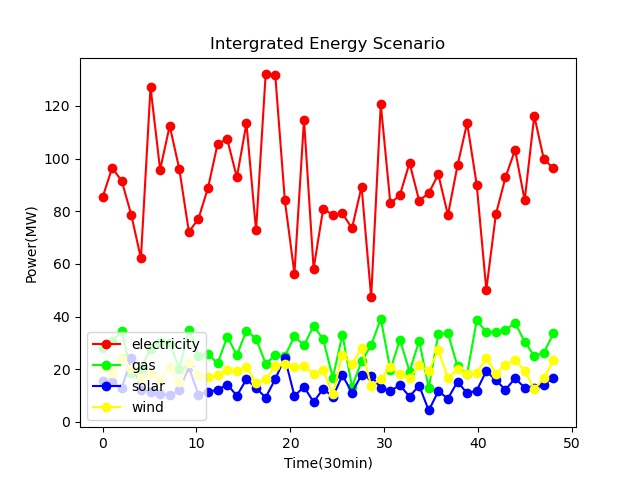 Intergrated Energy Scenario
Power(MW)
120
100
80
60
40
20
0
electricity
gas
solar
wind
0 10 20 30 40 50
Time(30min)